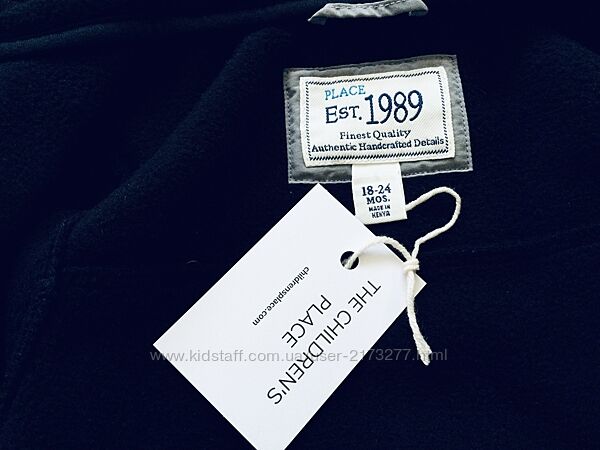 PLACE
EST. 1989
Finest Quality
Authentic Handcrafted Details
18-24
MOS.
MADE IN
KENYA
THE CHILDREN'S
PLACE
childrensplace.com
www.kidstaff.com.ua/user-2173277.html